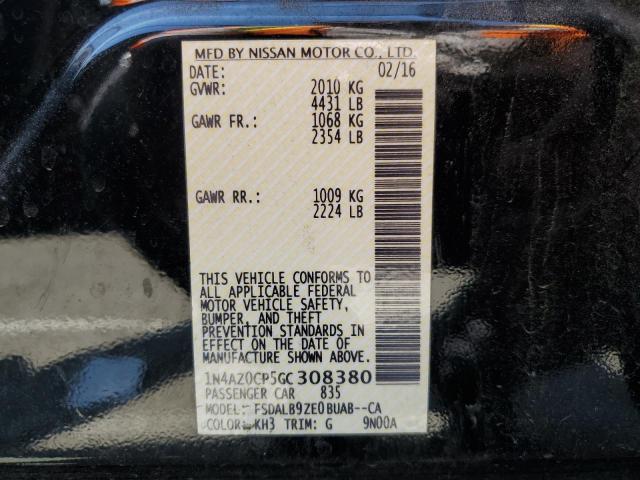 MFD BY NISSAN MOTOR CO., LTD.
DATE: 02/16
GVWR: 2010 KG
4431 LB
GAWR FR.: 1068 KG
2354 LB
GAWR RR.: 1009 KG
2224 LB
THIS VEHICLE CONFORMS TO
ALL APPLICABLE FEDERAL
MOTOR VEHICLE SAFETY,
BUMPER, AND THEFT
PREVENTION STANDARDS IN
EFFECT ON THE DATE OF
MANUFACTURE SHOWN ABOVE.
1N4AZ0CP5GC308380
PASSENGER CAR 835
MODEL: FSDALB9ZE0BUAB--CA
COLOR: KH3 TRIM: G 9N00A